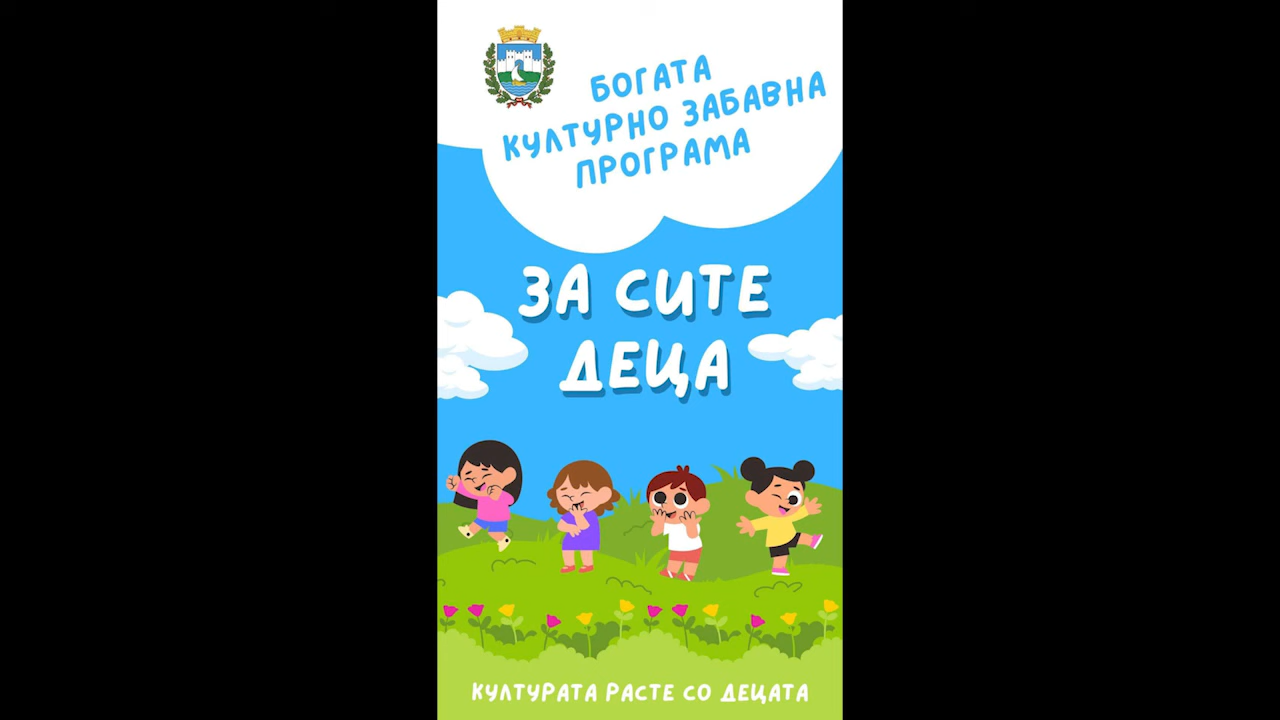 БОГАТА
КУЛТУРНО ЗАБАВНА
ПРОГРАМА
ЗА СИТЕ
ДЕЦА
КУЛТУРАТА РАСТЕ СО ДЕЦАТА